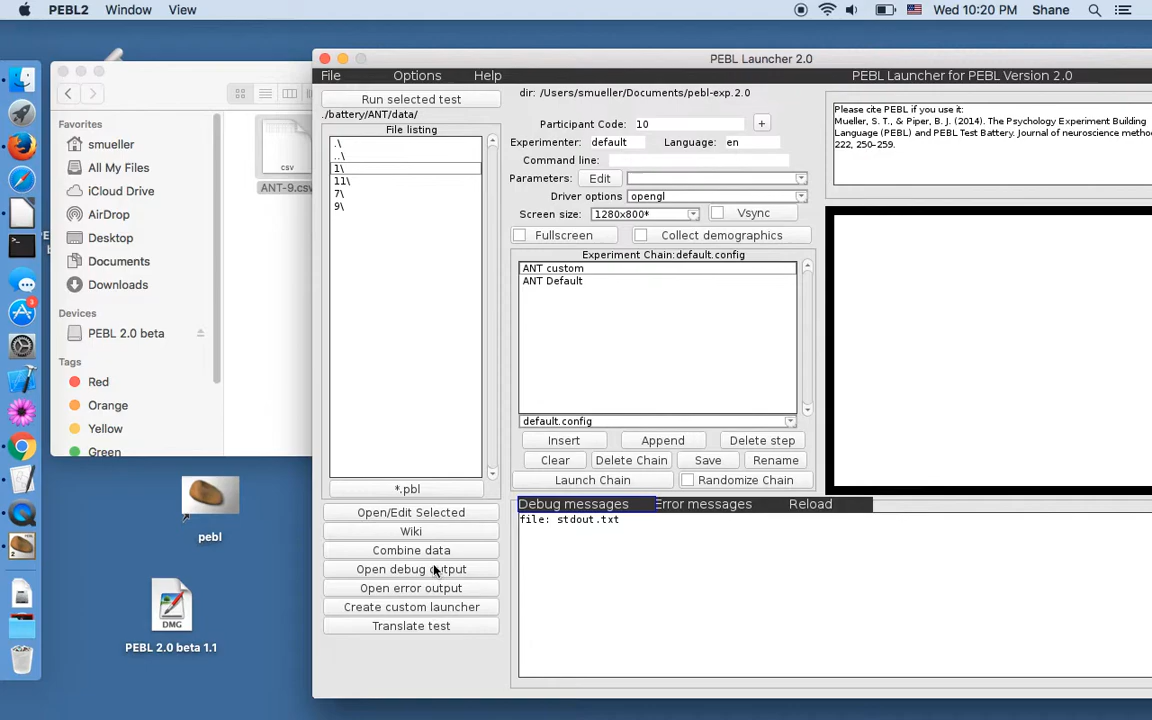 PEBL2 Window View Wed 10:20 PM Shane
PEBL Launcher 2.0
File Options Help PEBL Launcher for PEBL Version 2.0
Run selected test
./battery/ANT/data/
File listing
.\
..\
1\
11\
7\
9\
*.pbl
Open/Edit Selected
Wiki
Combine data
Open debug output
Open error output
Create custom launcher
Translate test
dir: /Users/smueller/Documents/pebl-exp.2.0
Participant Code: 10 +
Experimenter: default Language: en
Command line:
Parameters: Edit
Driver options opengl
Screen size: 1280x800* Vsync
Fullscreen Collect demographics
Experiment Chain:default.config
ANT custom
ANT Default
default.config
Insert Append Delete step
Clear Delete Chain Save Rename
Launch Chain Randomize Chain
Debug messages Error messages Reload
file: stdout.txt
Please cite PEBL if you use it:
Mueller, S. T., & Piper, B. J. (2014). The Psychology Experiment Building
Language (PEBL) and PEBL Test Battery. Journal of neuroscience metho
222, 250-259.
Favorites
smueller
All My Files
iCloud Drive
AirDrop
Desktop
Documents
Downloads
Devices
PEBL 2.0 beta
Tags
Red
Orange
Yellow
Green
csv
ANT-9.csv
pebl
DMG
PEBL 2.0 beta 1.1